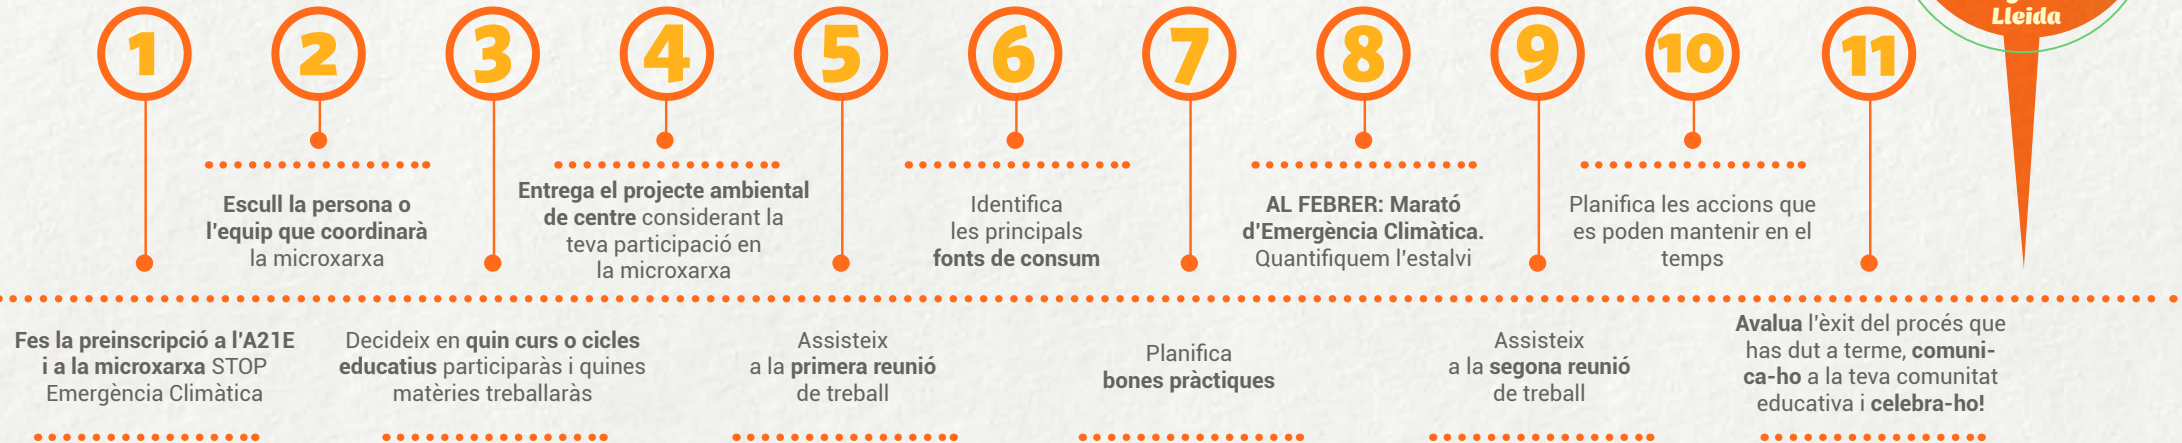 Lleida
1
2
3
4
5
6
7
8
9
10
11
Escull la persona o
l'equip que coordinarà
la microxarxa
Entrega el projecte ambiental
de centre considerant la
teva participació en
la microxarxa
Identifica
les principals
fonts de consum
AL FEBRER: Marató
d'Emergència Climàtica.
Quantifiquem l'estalvi
Planifica les accions que
es poden mantenir en el
temps
Fes la preinscripció a l'A21E
i a la microxarxa STOP
Emergència Climàtica
Decideix en quin curs o cicles
educatius participaràs i quines
matèries treballaràs
Assisteix
a la primera reunió
de treball
Planifica
bones pràctiques
Assisteix
a la segona reunió
de treball
Avalua l'èxit del procés que
has dut a terme, comuni-
ca-ho a la teva comunitat
educativa i celebra-ho!